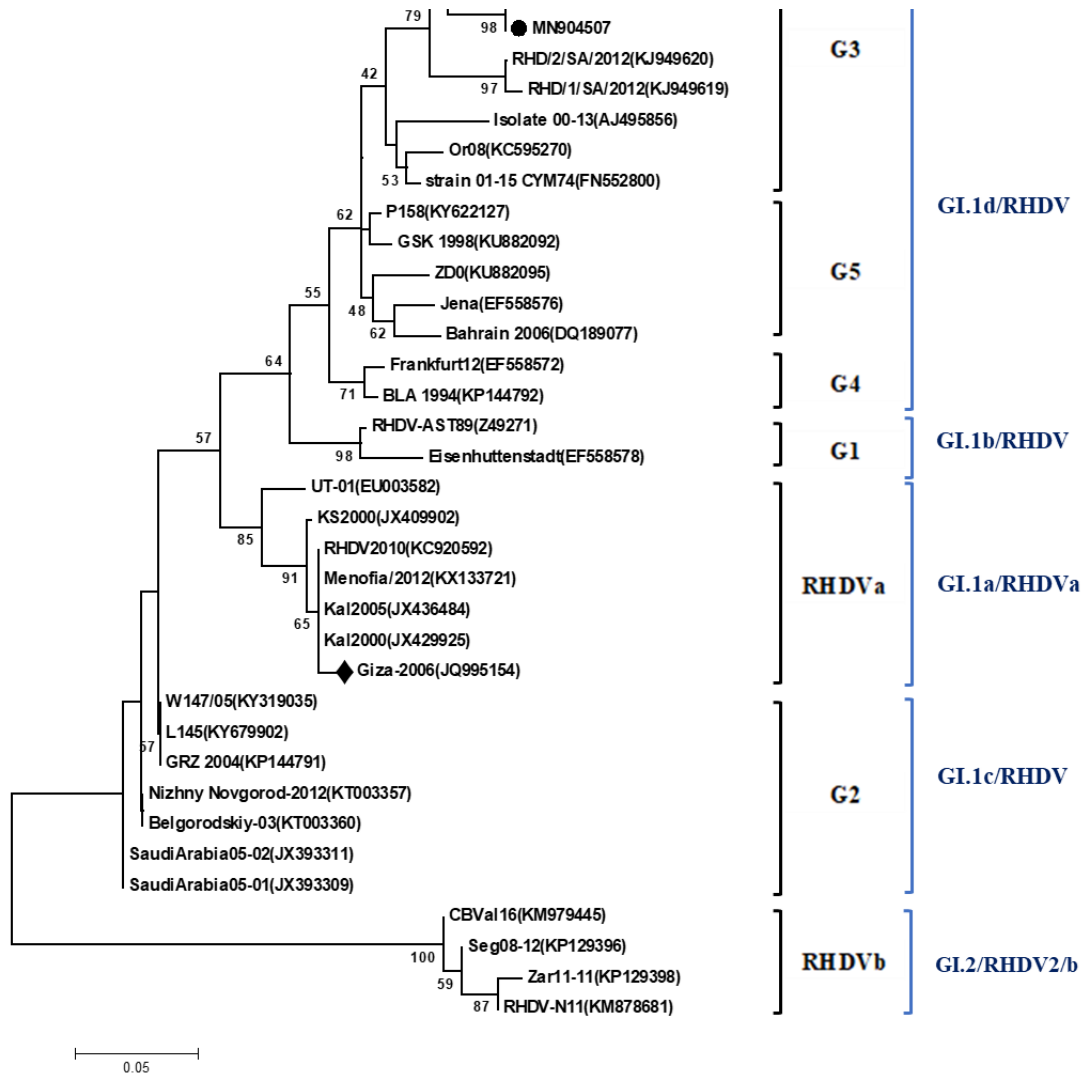 79
98
MN904507
G3
RHD/2/SA/2012(KJ949620)
42
97
RHD/1/SA/2012(KJ949619)
Isolate 00-13(AJ495856)
Or08(KC595270)
53
strain 01-15 CYM74(FN552800)
GI.1d/RHDV
62
P158(KY622127)
GSK 1998(KU882092)
ZD0(KU882095)
G5
55
48
Jena(EF558576)
62
Bahrain 2006(DQ189077)
64
Frankfurt12(EF558572)
G4
71
BLA 1994(KP144792)
RHDV-AST89(Z49271)
57
GI.1b/RHDV
98
Eisenhuttenstadt(EF558578)
G1
UT-01(EU003582)
KS2000(JX409902)
85
RHDV2010(KC920592)
91
Menofia/2012(KX133721)
RHDVa
GI.1a/RHDVa
Kal2005(JX436484)
65
Kal2000(JX429925)
Giza-2006(JQ995154)
W147/05(KY319035)
L145(KY679902)
57
GRZ 2004(KP144791)
GI.1c/RHDV
Nizhny Novgorod-2012(KT003357)
G2
Belgorodskiy-03(KT003360)
SaudiArabia05-02(JX393311)
SaudiArabia05-01(JX393309)
CBVal16(KM979445)
100
Seg08-12(KP129396)
RHDVb
GI.2/RHDV2/b
59
Zar11-11(KP129398)
87
RHDV-N11(KM878681)
0.05